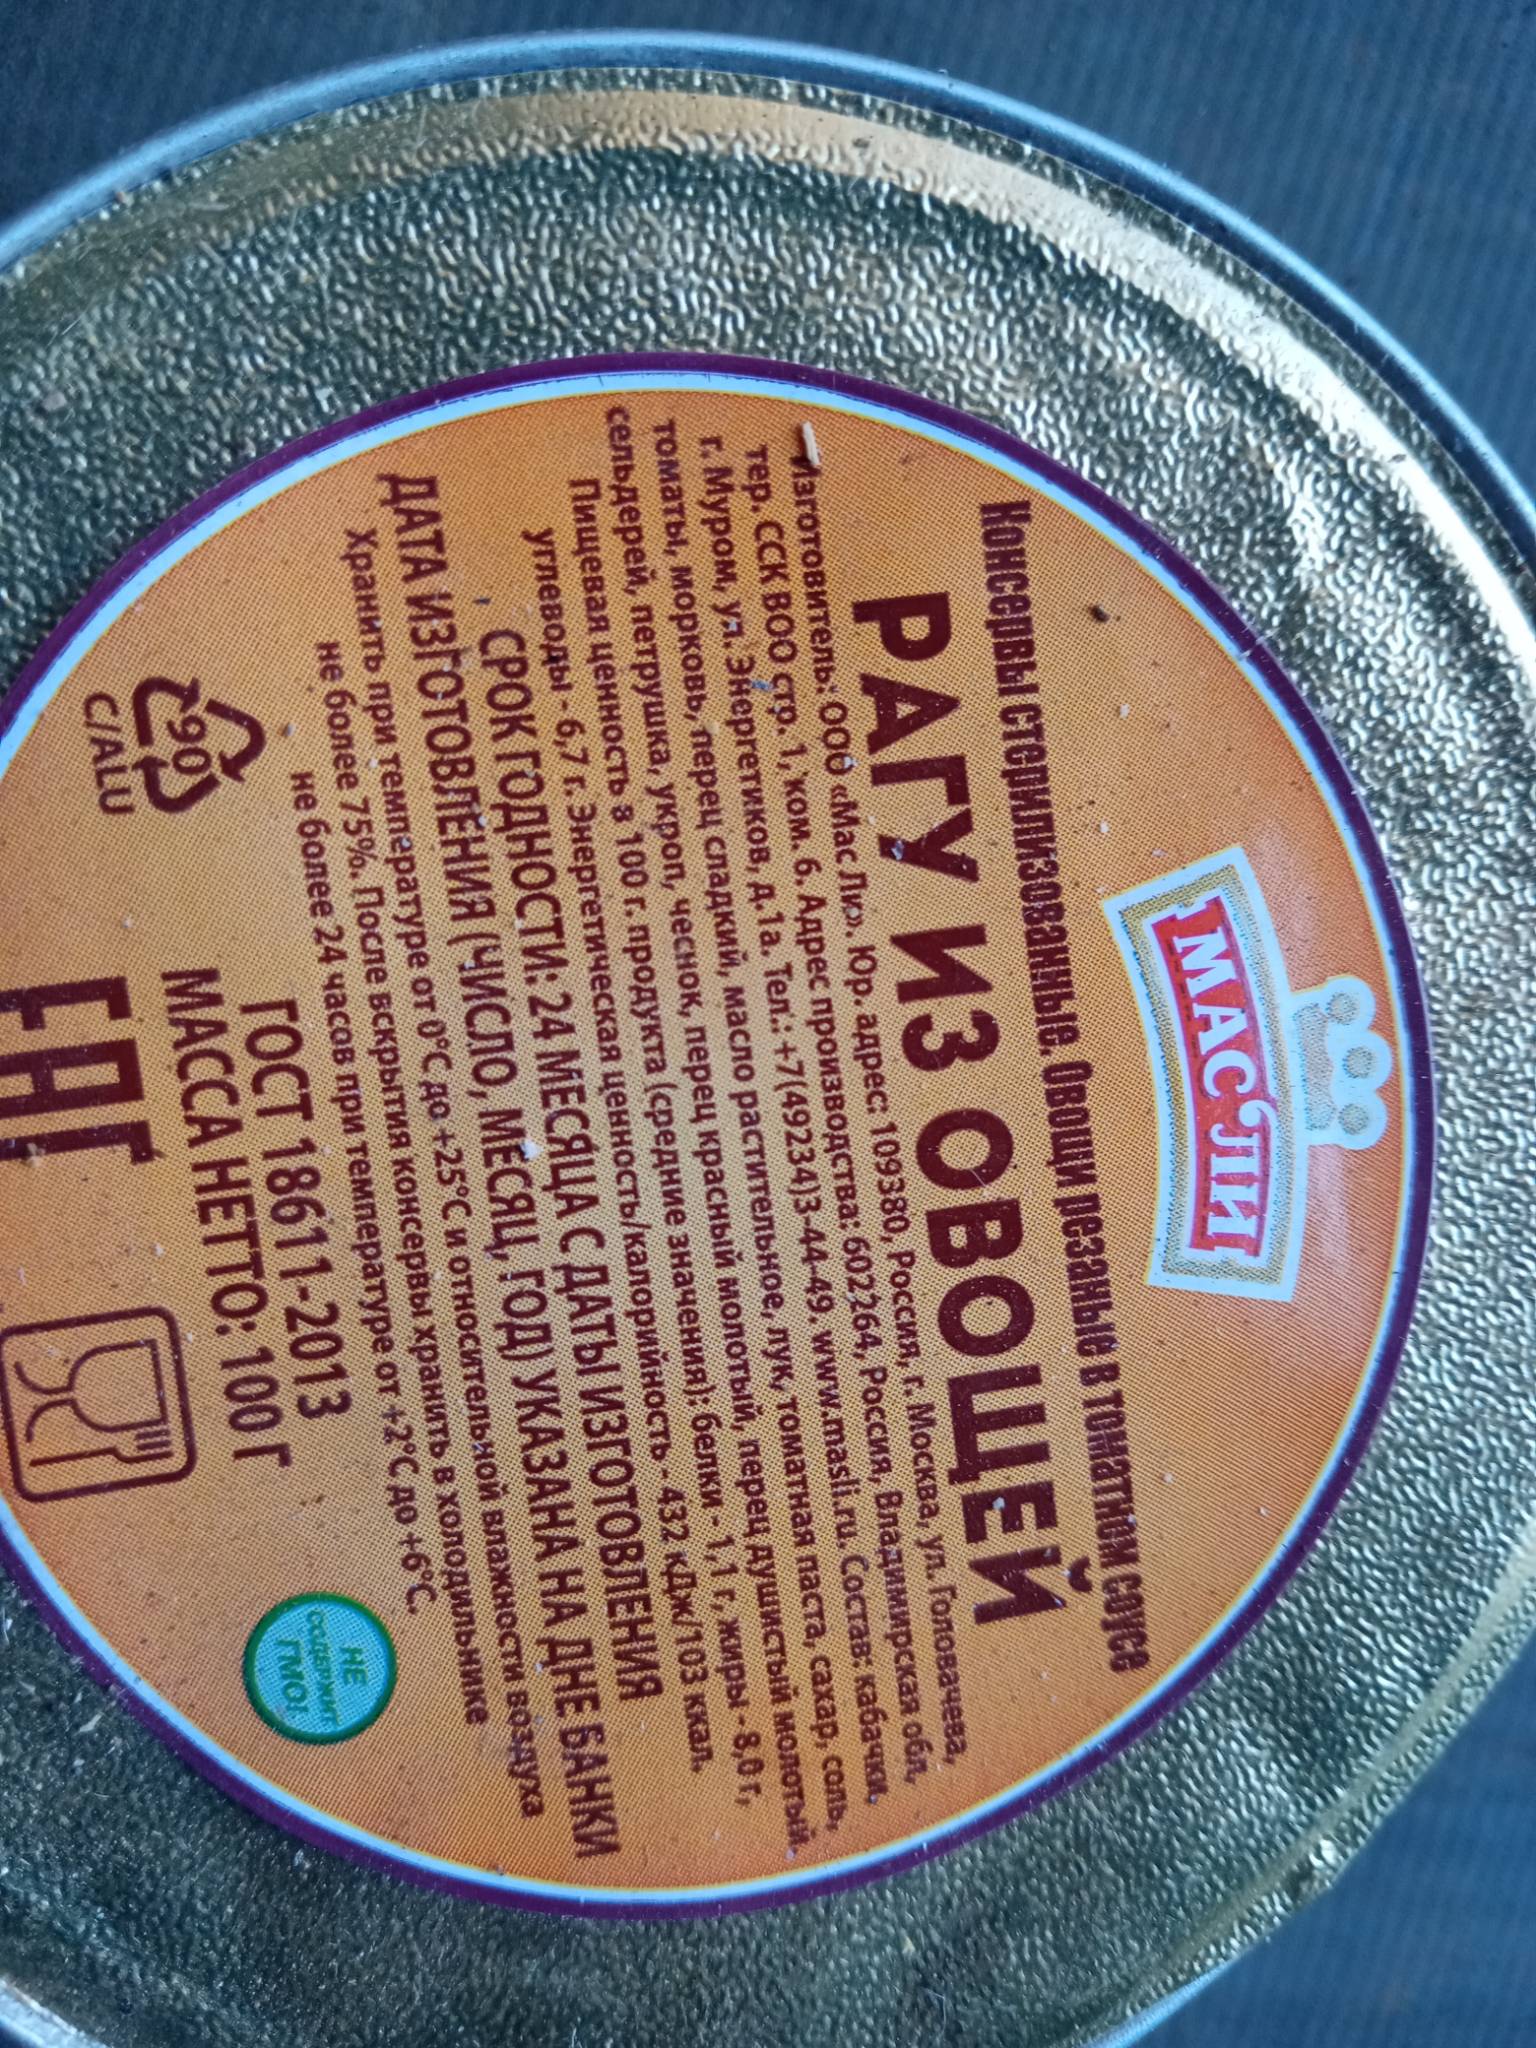 МАС'ЛИ
Консервы стерилизованные. Овощи резаные в томатном соусе
РАГУ ИЗ ОВОЩЕЙ
Изготовитель: ООО «Мас Ли». Юр. адрес: 109380, Россия, г. Москва, ул. Головачева,
тер. ССК ВОО стр. 1, ком. 6. Адрес производства: 602264, Россия, Владимирская обл.,
г. Муром, ул. Энергетиков, д.1а. Тел.: +7(49234)3-44-49. www.masli.ru. Состав: кабачки,
томаты, морковь, перец сладкий, масло растительное, лук, томатная паста, сахар, соль,
сельдерей, петрушка, укроп, чеснок, перец красный молотый, перец душистый молотый.
Пищевая ценность в 100 г. продукта (средние значения): белки - 1,1 г, жиры - 8,0 г,
углеводы - 6,7 г. Энергетическая ценность/калорийность - 432 кДж/103 ккал.
СРОК ГОДНОСТИ: 24 МЕСЯЦА С ДАТЫ ИЗГОТОВЛЕНИЯ
ДАТА ИЗГОТОВЛЕНИЯ (ЧИСЛО, МЕСЯЦ, ГОД) УКАЗАНА НА ДНЕ БАНКИ
Хранить при температуре от 0°С до +25°С и относительной влажности воздуха
не более 75%. После вскрытия консервы хранить в холодильнике
не более 24 часов при температуре от +2°С до +6°С.
ГОСТ 18611-2013
МАССА НЕТТО: 100 Г
90
C/ALU
ЕАС
НЕ
СОДЕРЖИТ
ГМО!